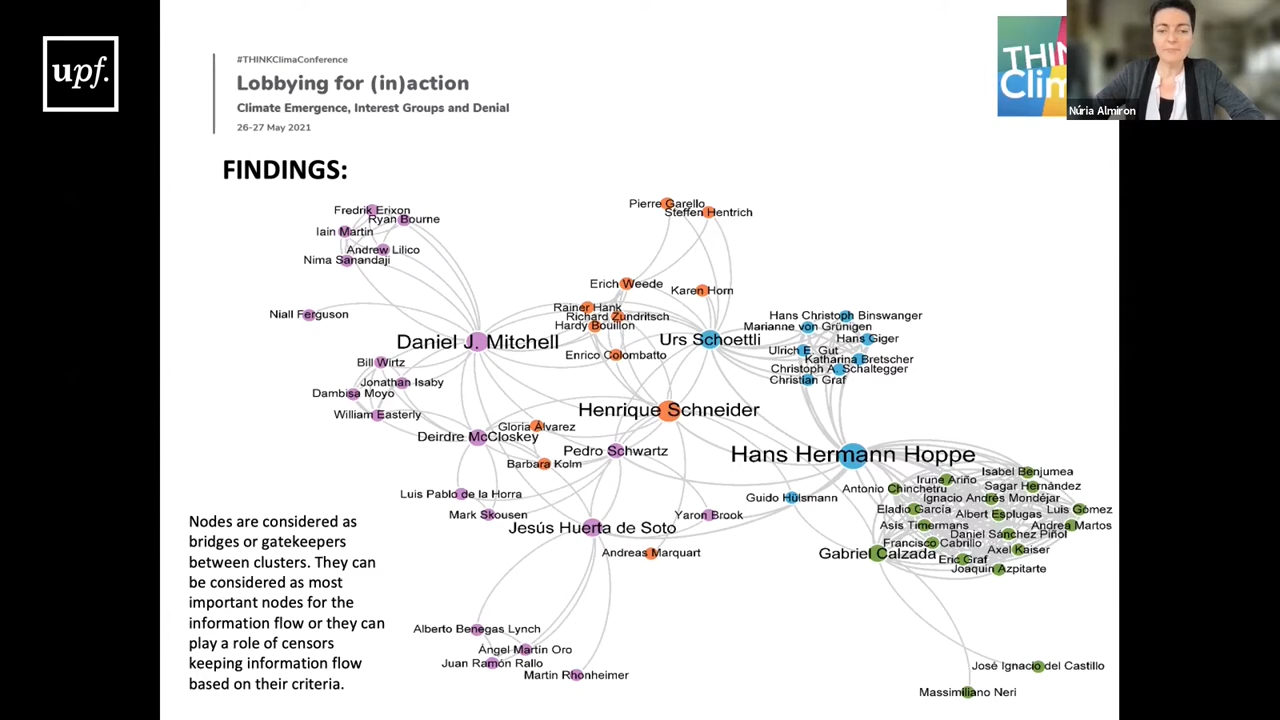 upf.
#THINKClimaConference
Lobbying for (in)action
Climate Emergence, Interest Groups and Denial
26-27 May 2021
THIN
Clim
Núria Almiron
FINDINGS:
Pierre Garello
Steffen Hentrich
Fredrik Erixon
Ryan Bourne
Iain Martin
Andrew Lilico
Nima Sanandaji
Erich Weede
Karen Horn
Niall Ferguson
Rainer Hank
Richard Zundritsch
Hardy Bouillon
Hans Christoph Binswanger
Marianne von Grünigen
Hans Giger
Daniel J. Mitchell
Urs Schoettli
Ulrich E. Gut
Enrico Colombatto
Katharina Bretscher
Bill Wirtz
Christoph A. Schaltegger
Christian Graf
Jonathan Isaby
Dambisa Moyo
William Easterly
Henrique Schneider
Gloria Álvarez
Deirdre McCloskey
Pedro Schwartz
Hans Hermann Hoppe
Barbara Kolm
Isabel Benjumea
Irune Ariño
Sagar Hernández
Antonio Chinchetru
Luis Pablo de la Horra
Guido Hülsmann
Ignacio Andrés Mondéjar
Eladio García
Albert Esplugas
Luis Gómez
Mark Skousen
Yaron Brook
Jesús Huerta de Soto
Asís Timermans
Andrea Martos
Daniel Sánchez Piñol
Francisco Cabrillo
Axel Kaiser
Andreas Marquart
Gabriel Calzada
Eric Graf
Joaquín Azpitarte
Nodes are considered as
bridges or gatekeepers
between clusters. They can
be considered as most
important nodes for the
information flow or they can
play a role of censors
keeping information flow
based on their criteria.
Alberto Benegas Lynch
Ángel Martín Oro
Juan Ramón Rallo
Martin Rhonheimer
José Ignacio del Castillo
Massimiliano Neri